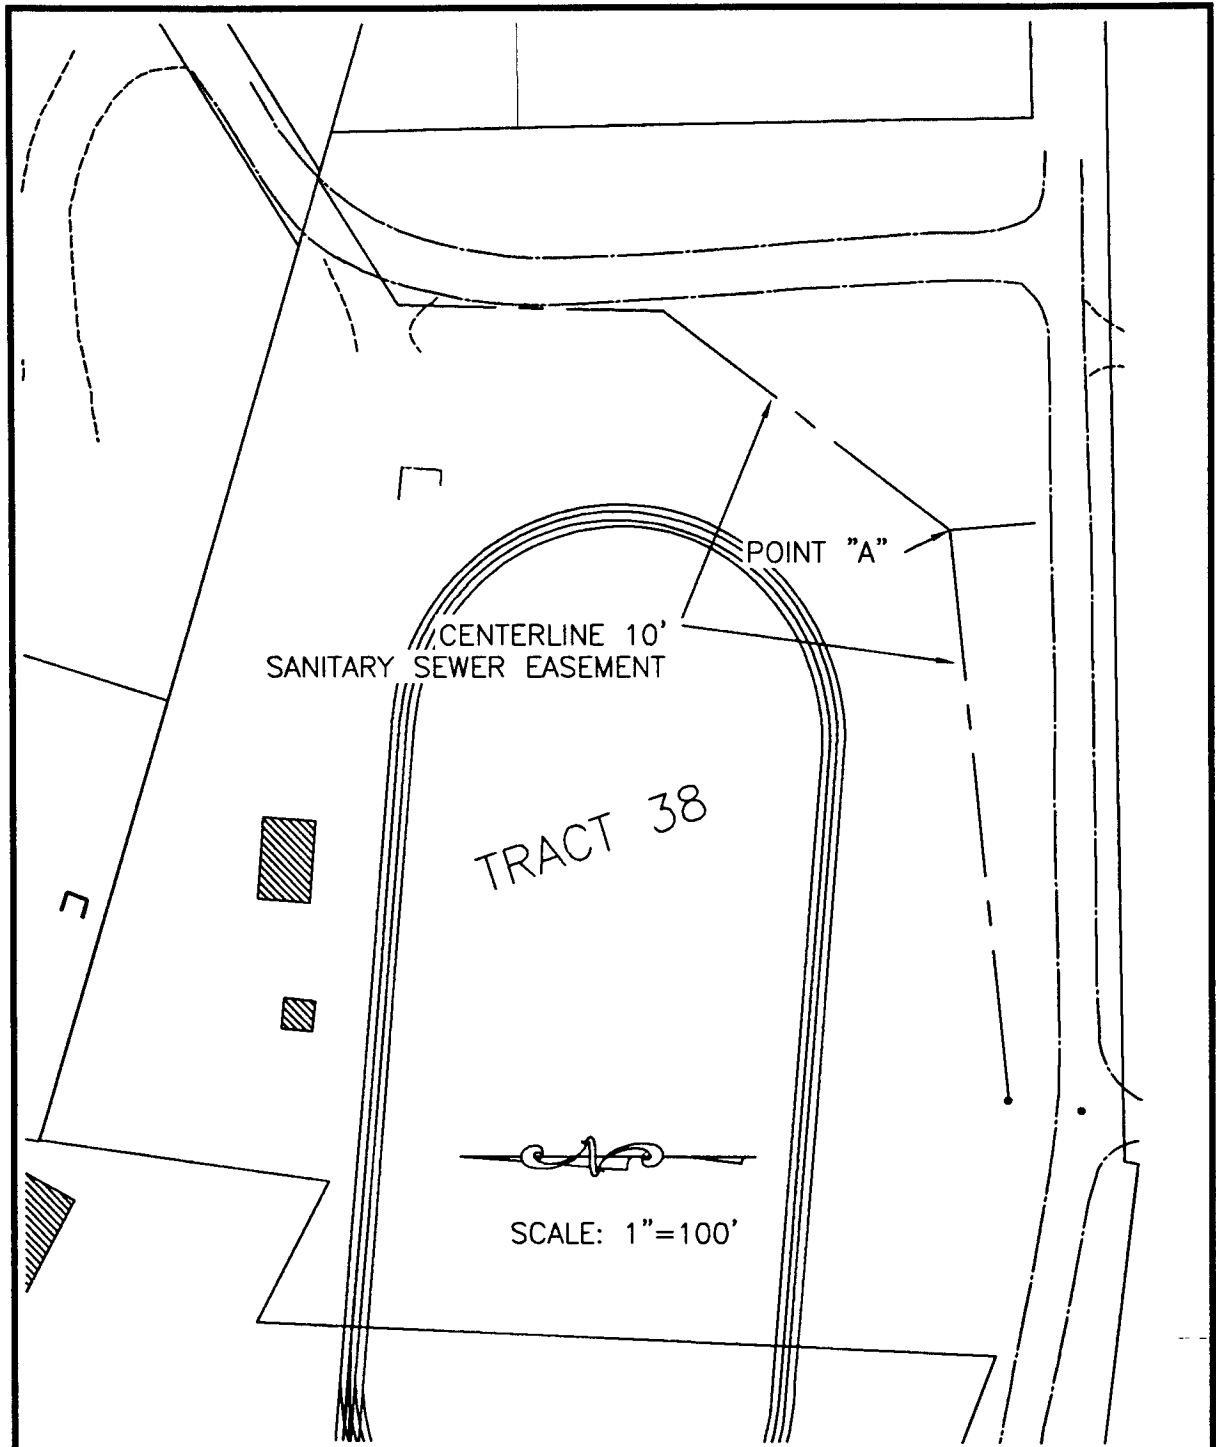 POINT ”A”
CENTERLINE 10’
SANITARY SEWER EASEMENT
TRACT 38
N
SCALE: 1”=100’